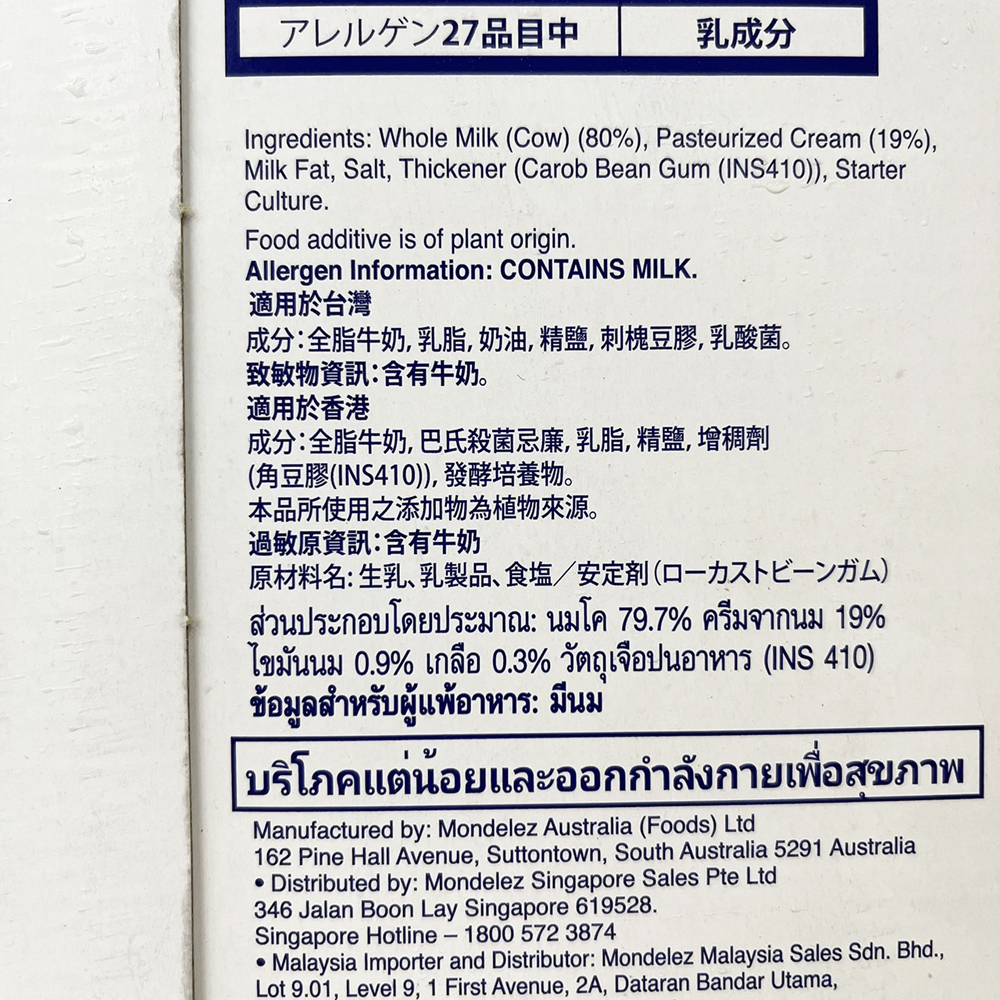 アレルゲン27品目中 乳成分
Ingredients: Whole Milk (Cow) (80%), Pasteurized Cream (19%),
Milk Fat, Salt, Thickener (Carob Bean Gum (INS410)), Starter
Culture.
Food additive is of plant origin.
Allergen Information: CONTAINS MILK.
適用於台灣
成分：全脂牛奶, 乳脂, 奶油, 精鹽, 刺槐豆膠, 乳酸菌。
致敏物資訊：含有牛奶。
適用於香港
成分：全脂牛奶, 巴氏殺菌忌廉, 乳脂, 精鹽, 增稠劑
(角豆膠(INS410)), 發酵培養物。
本品所使用之添加物為植物來源。
過敏原資訊：含有牛奶
原材料名: 生乳、乳製品、食塩／安定剤（ローカストビーンガム）
ส่วนประกอบโดยประมาณ: นมโค 79.7% ครีมจากนม 19%
ไขมันนม 0.9% เกลือ 0.3% วัตถุเจือปนอาหาร (INS 410)
ข้อมูลสำหรับผู้แพ้อาหาร: มีนม
บริโภคแต่น้อยและออกกำลังกายเพื่อสุขภาพ
Manufactured by: Mondelez Australia (Foods) Ltd
162 Pine Hall Avenue, Suttontown, South Australia 5291 Australia
• Distributed by: Mondelez Singapore Sales Pte Ltd
346 Jalan Boon Lay Singapore 619528.
Singapore Hotline – 1800 572 3874
• Malaysia Importer and Distributor: Mondelez Malaysia Sales Sdn. Bhd.,
Lot 9.01, Level 9, 1 First Avenue, 2A, Dataran Bandar Utama,